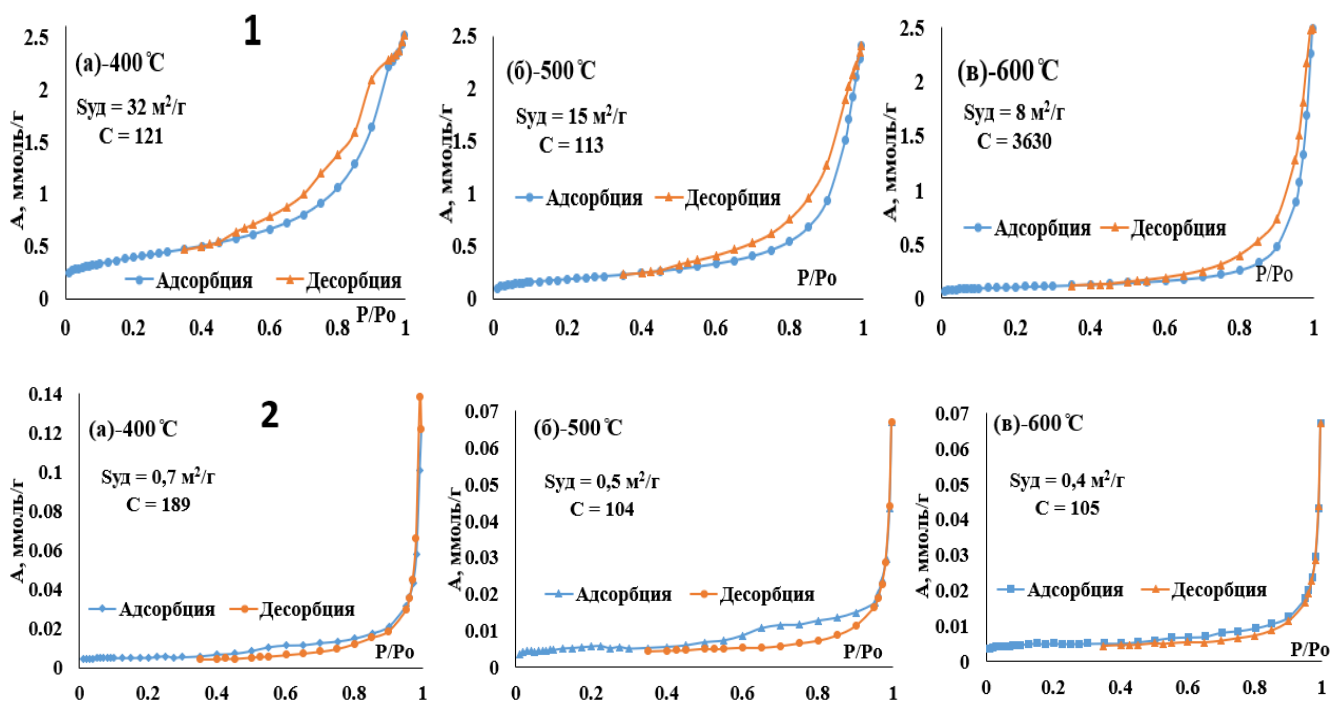 1
(а)-400℃
Sуд = 32 м²/г
C = 121
Адсорбция
Десорбция
А, ммоль/г
P/Po
2.5
2
1.5
1
0.5
0
0 0.2 0.4 0.6 0.8 1
(б)-500℃
Sуд = 15 м²/г
C = 113
Адсорбция
Десорбция
А, ммоль/г
P/Po
2.5
2
1.5
1
0.5
0
0 0.2 0.4 0.6 0.8 1
(в)-600℃
Sуд = 8 м²/г
C = 3630
Адсорбция
Десорбция
А, ммоль/г
P/Po
2.5
2
1.5
1
0.5
0
0 0.2 0.4 0.6 0.8 1
2
(а)-400℃
Sуд = 0,7 м²/г
C = 189
Адсорбция
Десорбция
А, ммоль/г
P/Po
0.14
0.12
0.1
0.08
0.06
0.04
0.02
0
0 0.2 0.4 0.6 0.8 1
(б)-500℃
Sуд = 0,5 м²/г
C = 104
Адсорбция
Десорбция
А, ммоль/г
P/Po
0.07
0.06
0.05
0.04
0.03
0.02
0.01
0
0 0.2 0.4 0.6 0.8 1
(в)-600℃
Sуд = 0,4 м²/г
C = 105
Адсорбция
Десорбция
А, ммоль/г
P/Po
0.07
0.06
0.05
0.04
0.03
0.02
0.01
0
0 0.2 0.4 0.6 0.8 1